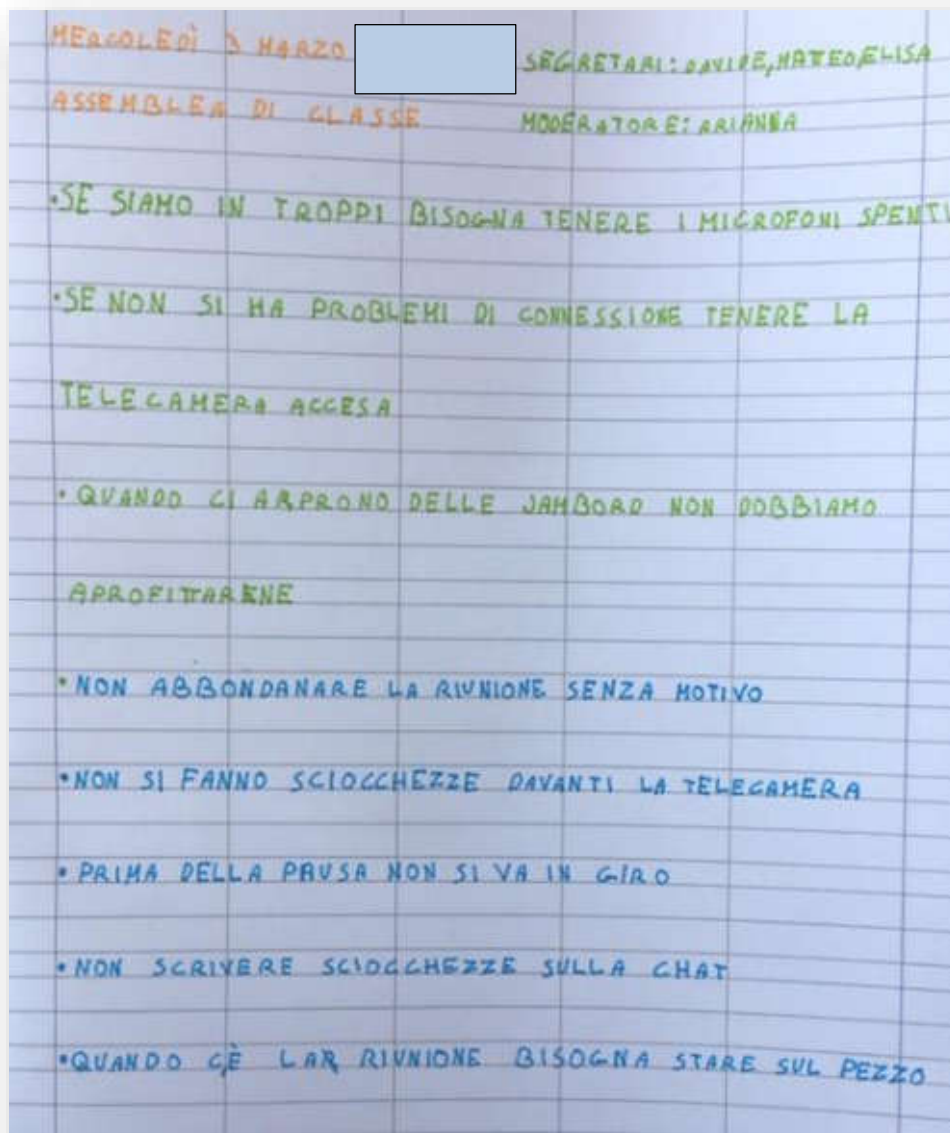 MERCOLEDÌ 3 MARZO SEGRETARI: DAVIDE, MATTEO, ELISA
ASSEMBLEA DI CLASSE MODERATORE: ARIANNA
•SE SIAMO IN TROPPI BISOGNA TENERE I MICROFONI SPENTI
•SE NON SI HA PROBLEMI DI CONNESSIONE TENERE LA
TELECAMERA ACCESA
•QUANDO CI ARPRONO DELLE JAMBORD NON DOBBIAMO
APROFITTARENE
•NON ABBONDANARE LA RIUNIONE SENZA MOTIVO
•NON SI FANNO SCIOCCHEZZE DAVANTI LA TELECAMERA
•PRIMA DELLA PAUSA NON SI VA IN GIRO
•NON SCRIVERE SCIOCCHEZZE SULLA CHAT
•QUANDO C'È LAR RIUNIONE BISOGNA STARE SUL PEZZO